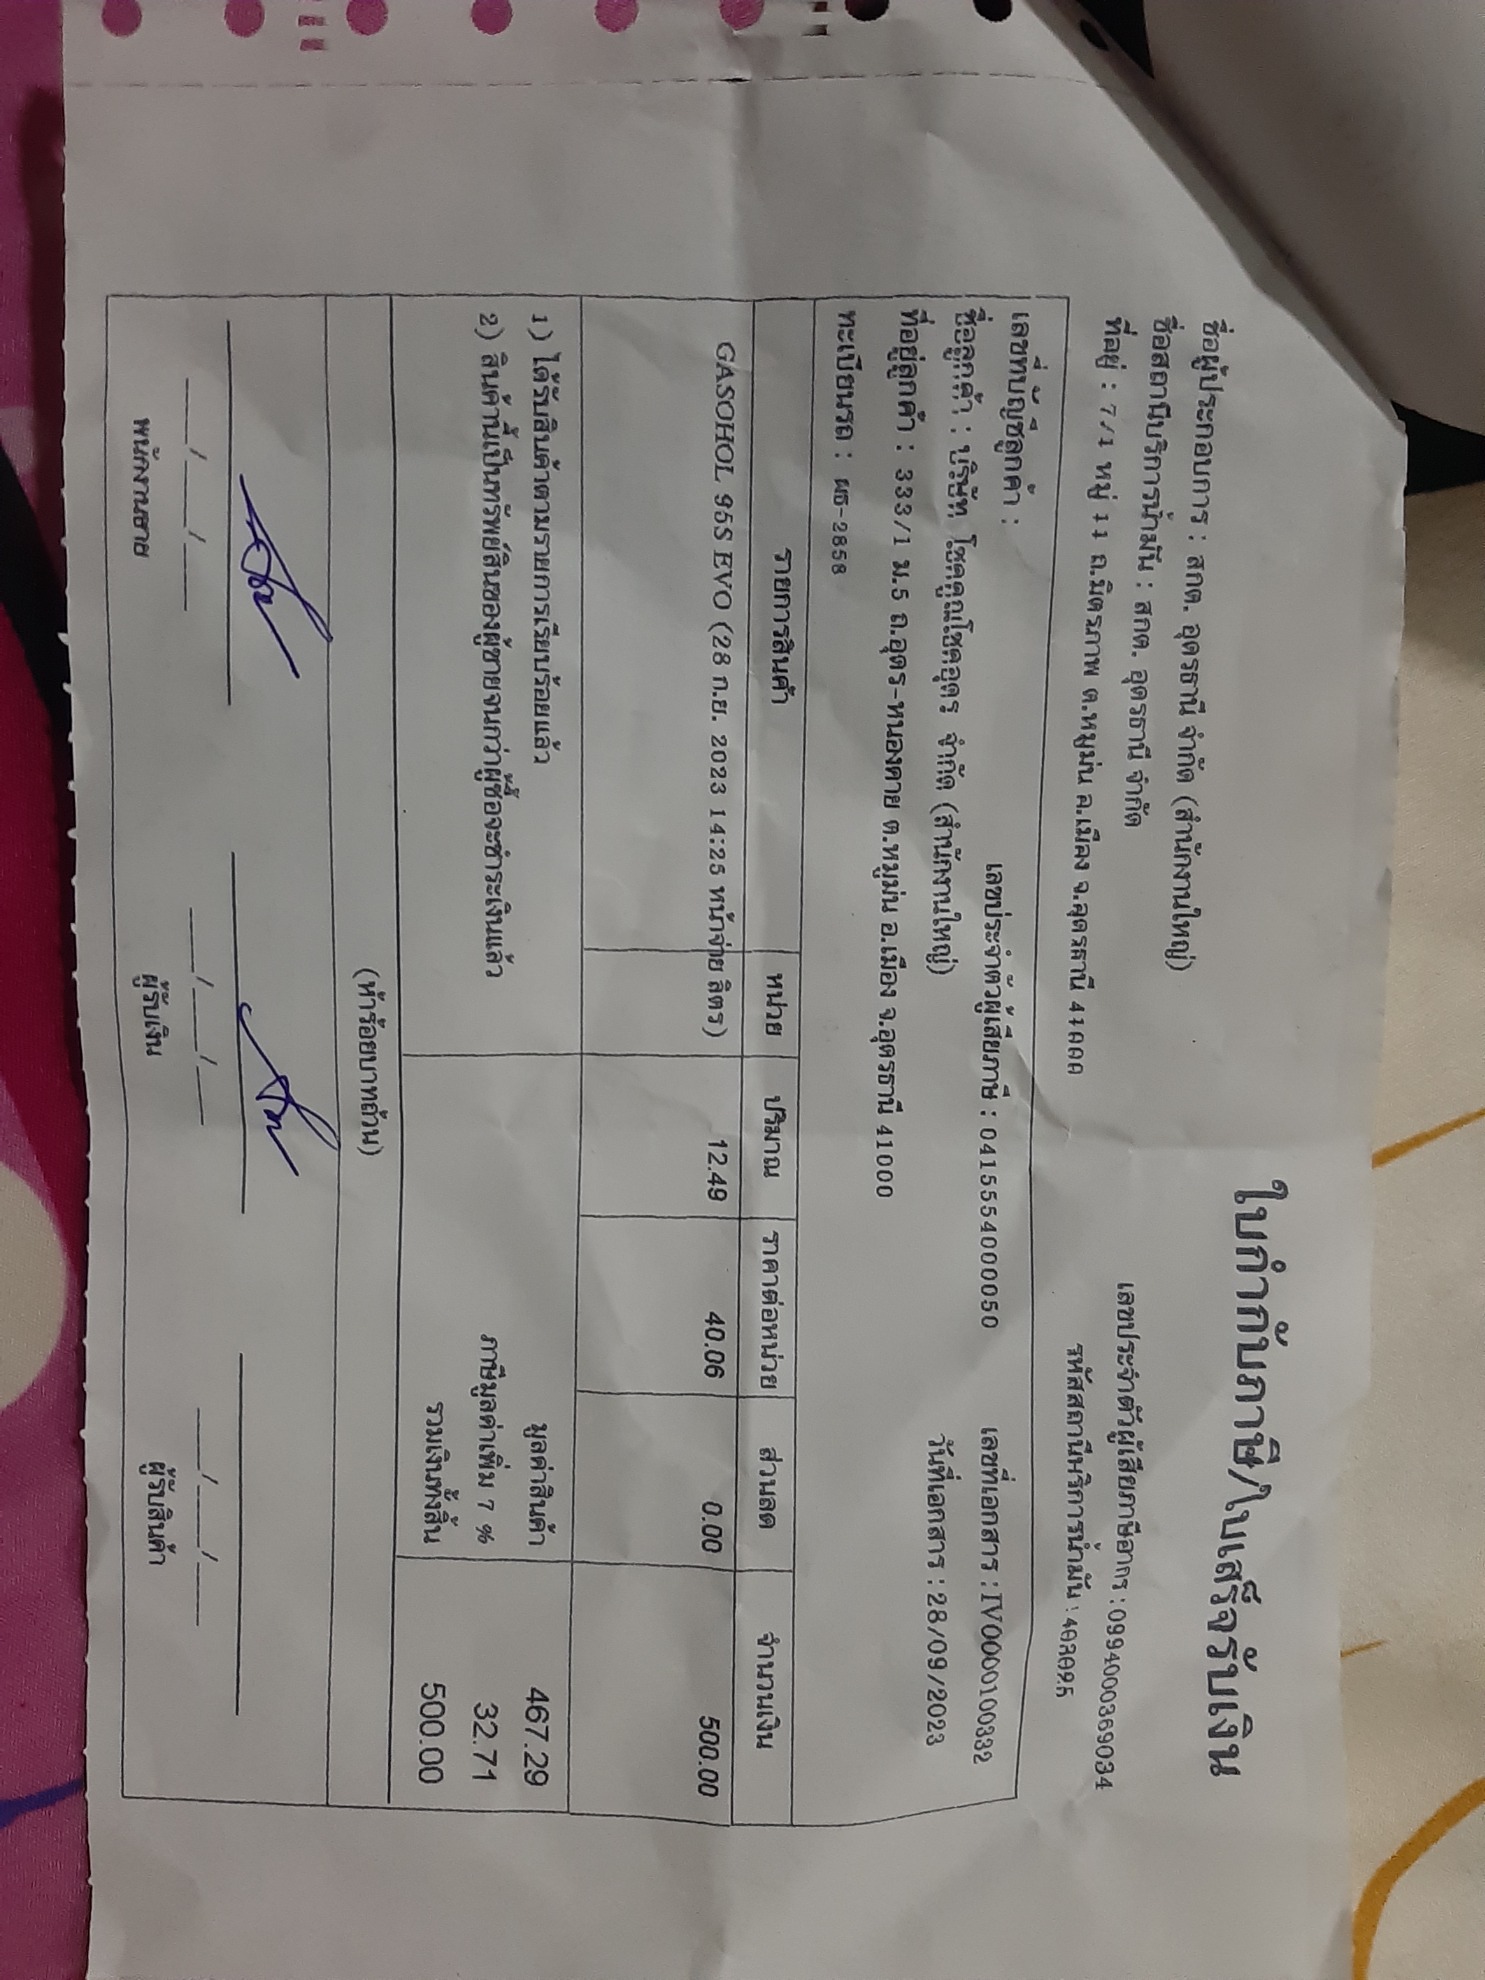 ใบกำกับภาษี/ใบเสร็จรับเงิน
ชื่อผู้ประกอบการ : สกต. อุดรธานี จำกัด (สำนักงานใหญ่) เลขประจำตัวผู้เสียภาษีอากร : 0994000369034
ชื่อสถานีบริการน้ำมัน : สกต. อุดรธานี จำกัด รหัสสถานีบริการน้ำมัน :
ที่อยู่ : 7/1 หมู่ 11 ถ.มิตรภาพ ต.หมูม่น อ.เมือง จ.อุดรธานี 41000
เลขที่บัญชีลูกค้า : เลขประจำตัวผู้เสียภาษี : 0415554000050 เลขที่เอกสาร : IV0000100332
ชื่อลูกค้า : บริษัท โชคคูณโชคอุดร จำกัด (สำนักงานใหญ่) วันที่เอกสาร : 28/09/2023
ที่อยู่ลูกค้า : 333/1 ม.5 ถ.อุดร-หนองคาย ต.หมูม่น อ.เมือง จ.อุดรธานี 41000
ทะเบียนรถ : ผธ-2858
รายการสินค้า หน่วย ปริมาณ ราคาต่อหน่วย ส่วนลด จำนวนเงิน
GASOHOL 95S EVO (28 ก.ย. 2023 14:25 หน้าจ่าย ลิตร) 12.49 40.06 0.00 500.00
1) ได้รับสินค้าตามรายการเรียบร้อยแล้ว มูลค่าสินค้า 467.29
2) สินค้านี้เป็นทรัพย์สินของผู้ขายจนกว่าผู้ซื้อจะชำระเงินแล้ว ภาษีมูลค่าเพิ่ม 7 % 32.71
รวมเงินทั้งสิ้น 500.00
(ห้าร้อยบาทถ้วน)
___/___/___ ___/___/___ ___/___/___
พนักงานขาย ผู้รับเงิน ผู้รับสินค้า